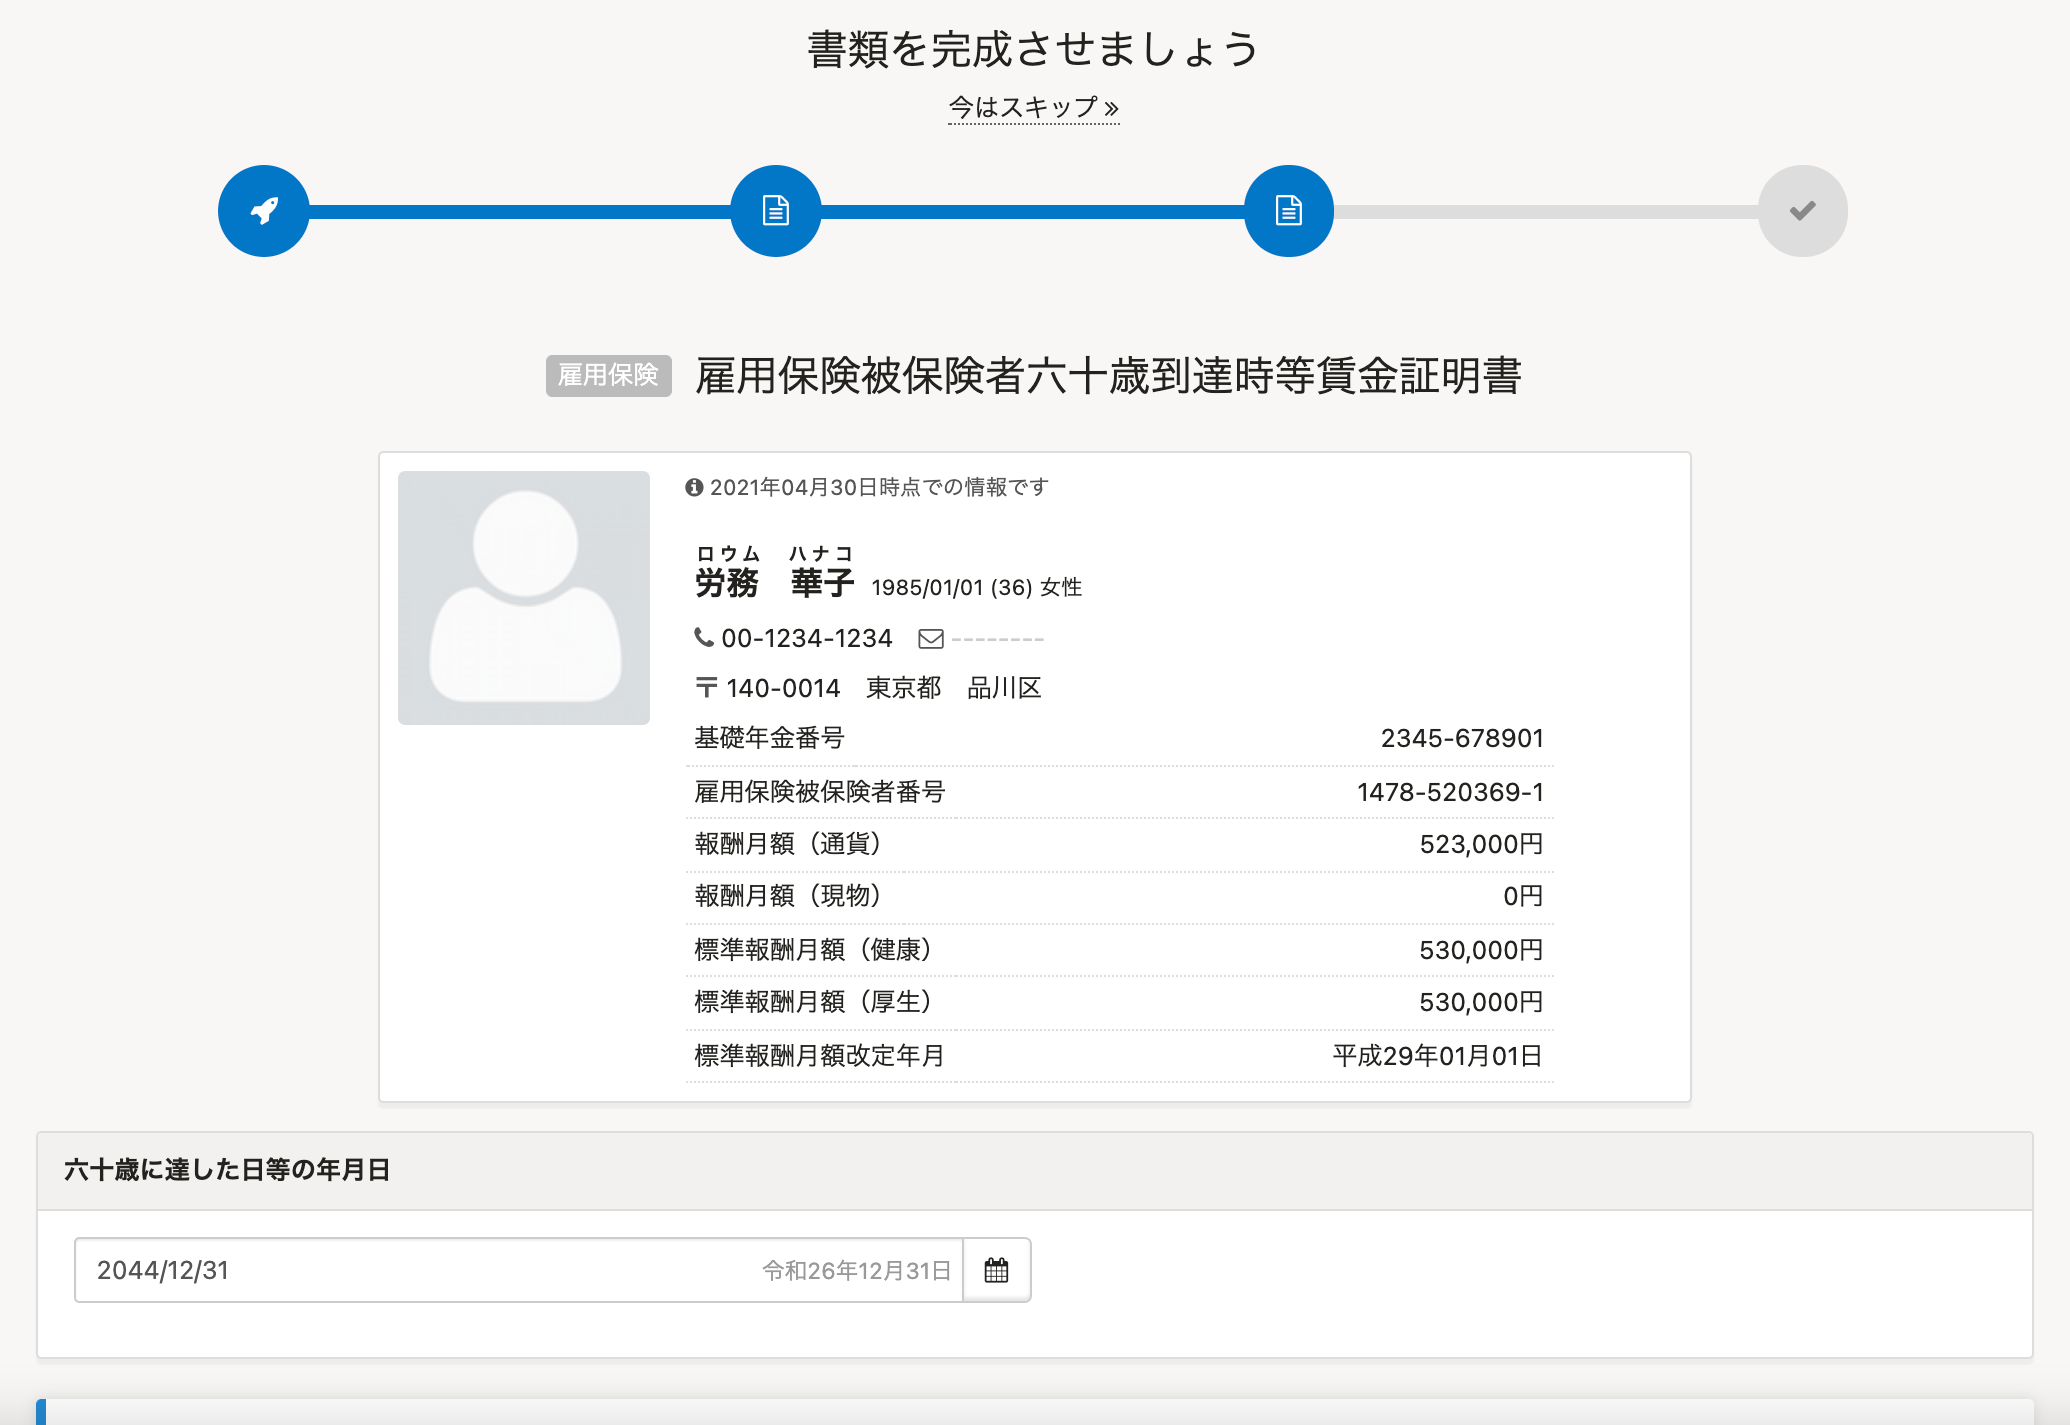 書類を完成させましょう
今はスキップ »
雇用保険 雇用保険被保険者六十歳到達時等賃金証明書
2021年04月30日時点での情報です
ロウム ハナコ
労務 華子 1985/01/01 (36) 女性
00-1234-1234 --------
〒 140-0014 東京都 品川区
基礎年金番号 2345-678901
雇用保険被保険者番号 1478-520369-1
報酬月額（通貨） 523,000円
報酬月額（現物） 0円
標準報酬月額（健康） 530,000円
標準報酬月額（厚生） 530,000円
標準報酬月額改定年月 平成29年01月01日
六十歳に達した日等の年月日
2044/12/31 令和26年12月31日